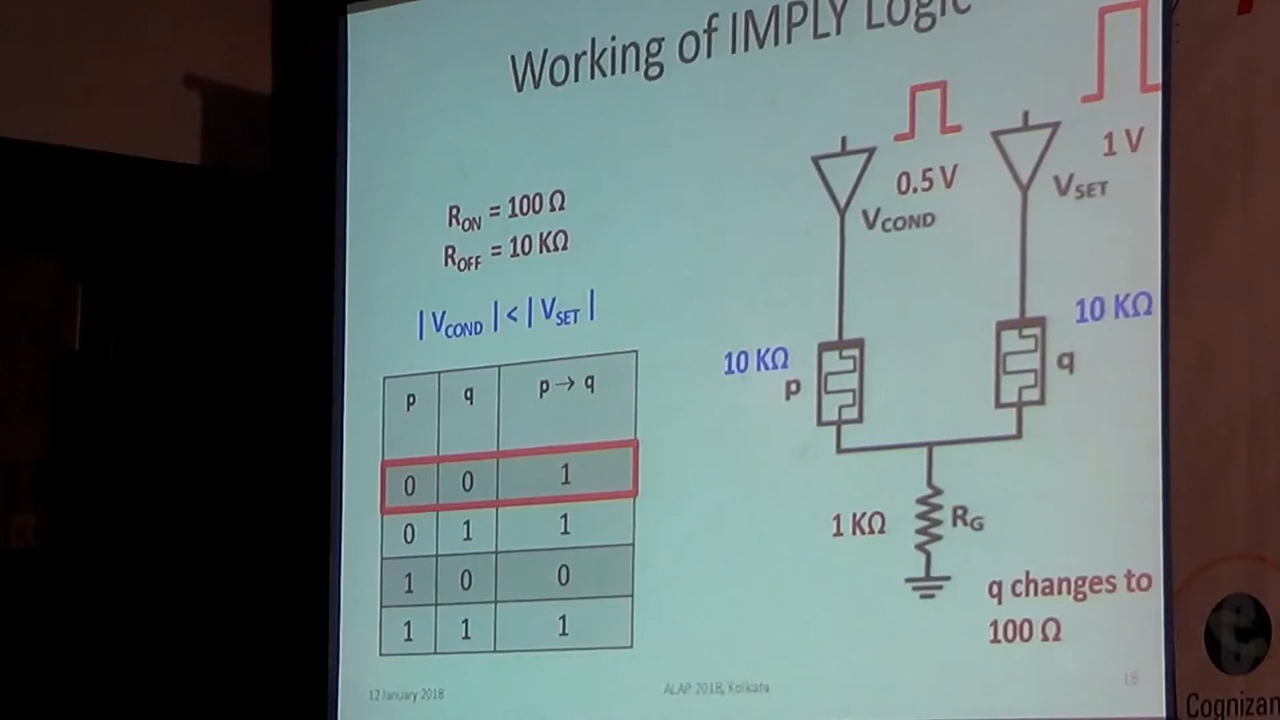 Working of IMPLY Logic
R_ON = 100 Ω
R_OFF = 10 KΩ
| V_COND | < | V_SET |
p q p → q
0 0 1
0 1 1
1 0 0
1 1 1
0.5 V
V_COND
1 V
V_SET
10 KΩ
p
10 KΩ
q
1 KΩ
R_G
q changes to
100 Ω
12 January 2018
ALAP 2018, Kolkata
18
Cognizan